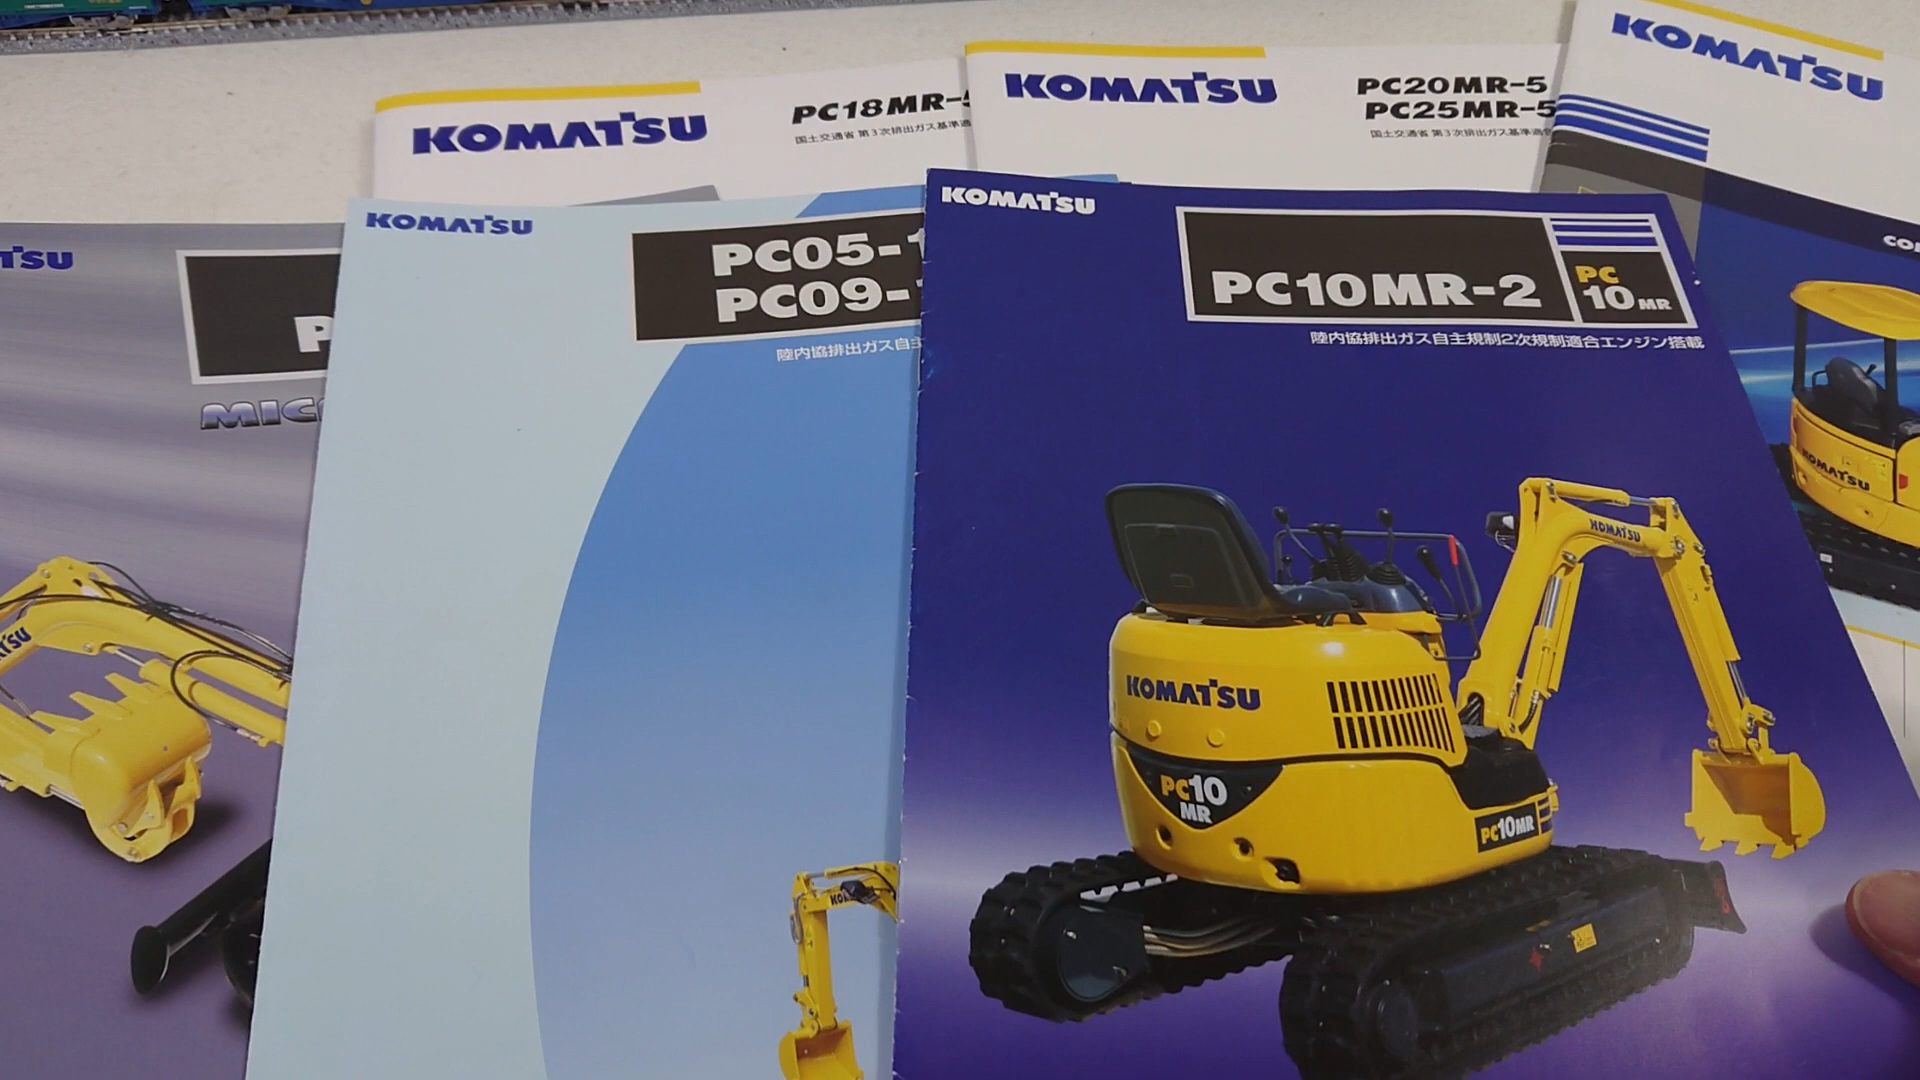 KOMATSU
PC18MR-5
国土交通省 第3次排出ガス基準適
KOMATSU
PC20MR-5
PC25MR-5
国土交通省 第3次排出ガス基準適合
KOMATSU
TSU
P
MIC
KOMATSU
PC05-1
PC09-1
陸内協排出ガス自主
KOMATSU
KOMATSU
PC10MR-2
PC
10MR
陸内協排出ガス自主規制2次規制適合エンジン搭載
KOMATSU
KOMATSU
PC10
MR
PC10MR
KOMATSU